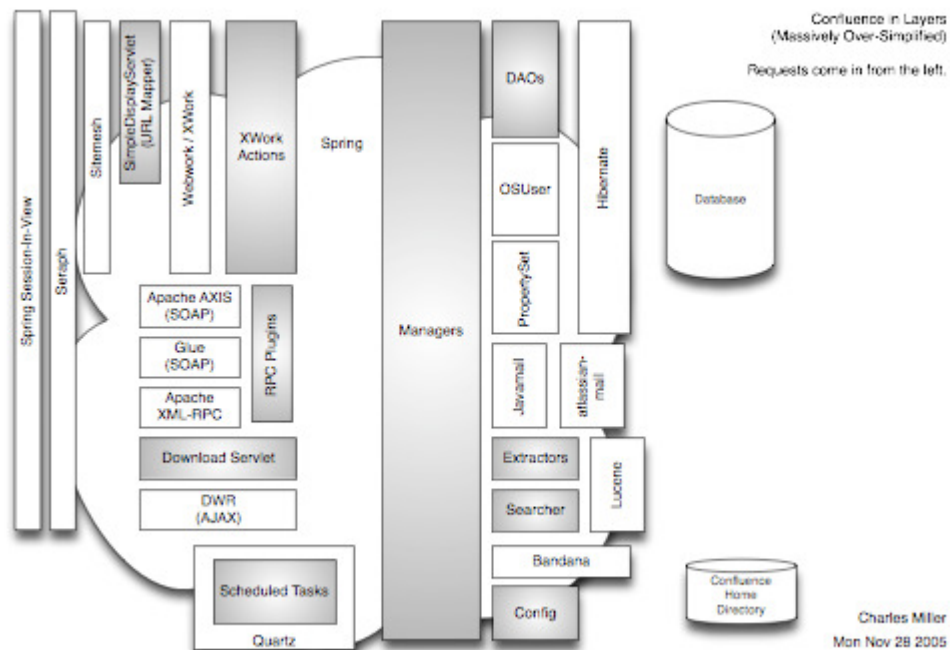 Confluence in Layers
(Massively Over-Simplified)
Requests come in from the left.
Spring Session-In-View
Seraph
Sitemesh
SimpleDisplayServlet
(URL Mapper)
Webwork / XWork
XWork
Actions
Spring
Managers
DAOs
OSUser
PropertySet
Hibernate
Database
Apache AXIS
(SOAP)
Glue
(SOAP)
Apache
XML-RPC
RPC Plugins
Javamail
atlassian-
mail
Download Servlet
DWR
(AJAX)
Extractors
Searcher
Lucene
Bandana
Config
Scheduled Tasks
Quartz
Confluence
Home
Directory
Charles Miller
Mon Nov 28 2005